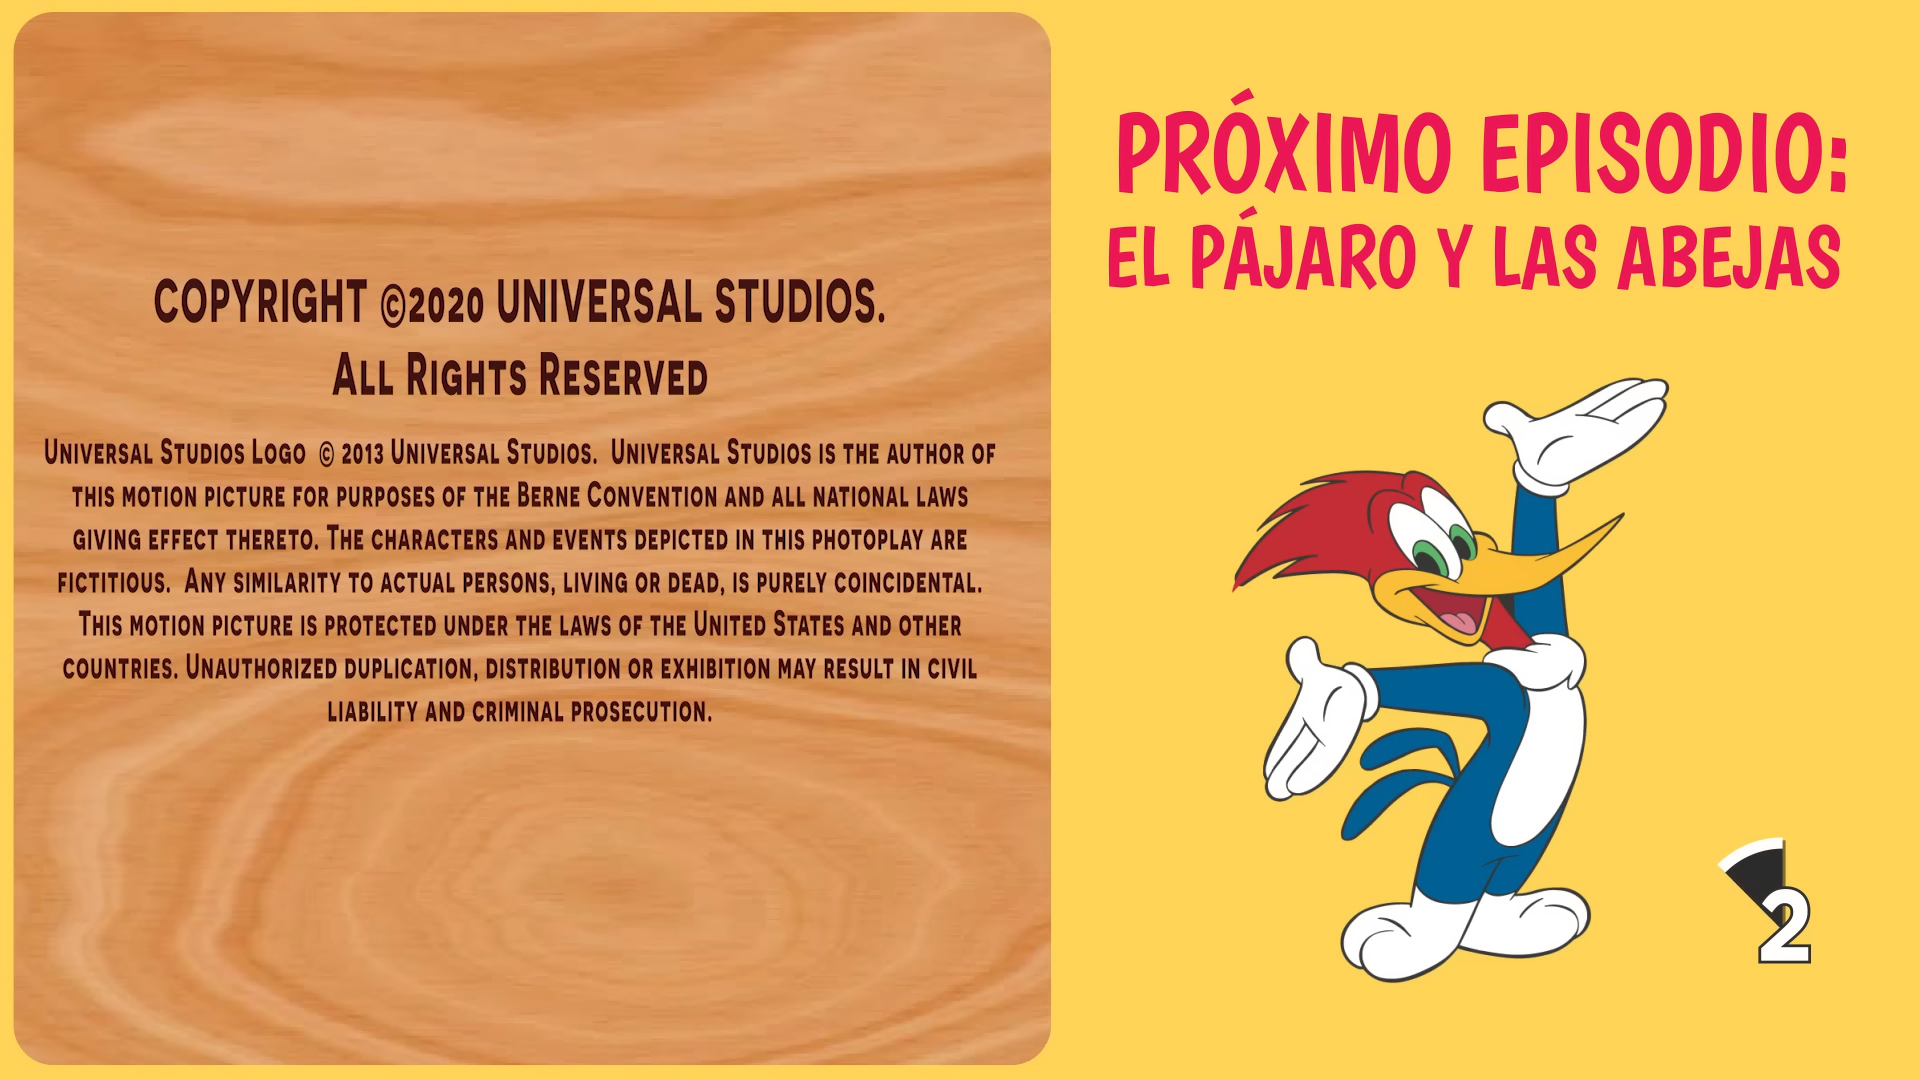 COPYRIGHT ©2020 UNIVERSAL STUDIOS.
ALL RIGHTS RESERVED
UNIVERSAL STUDIOS LOGO © 2013 UNIVERSAL STUDIOS. UNIVERSAL STUDIOS IS THE AUTHOR OF
THIS MOTION PICTURE FOR PURPOSES OF THE BERNE CONVENTION AND ALL NATIONAL LAWS
GIVING EFFECT THERETO. THE CHARACTERS AND EVENTS DEPICTED IN THIS PHOTOPLAY ARE
FICTITIOUS. ANY SIMILARITY TO ACTUAL PERSONS, LIVING OR DEAD, IS PURELY COINCIDENTAL.
THIS MOTION PICTURE IS PROTECTED UNDER THE LAWS OF THE UNITED STATES AND OTHER
COUNTRIES. UNAUTHORIZED DUPLICATION, DISTRIBUTION OR EXHIBITION MAY RESULT IN CIVIL
LIABILITY AND CRIMINAL PROSECUTION.
PRÓXIMO EPISODIO:
EL PÁJARO Y LAS ABEJAS
2